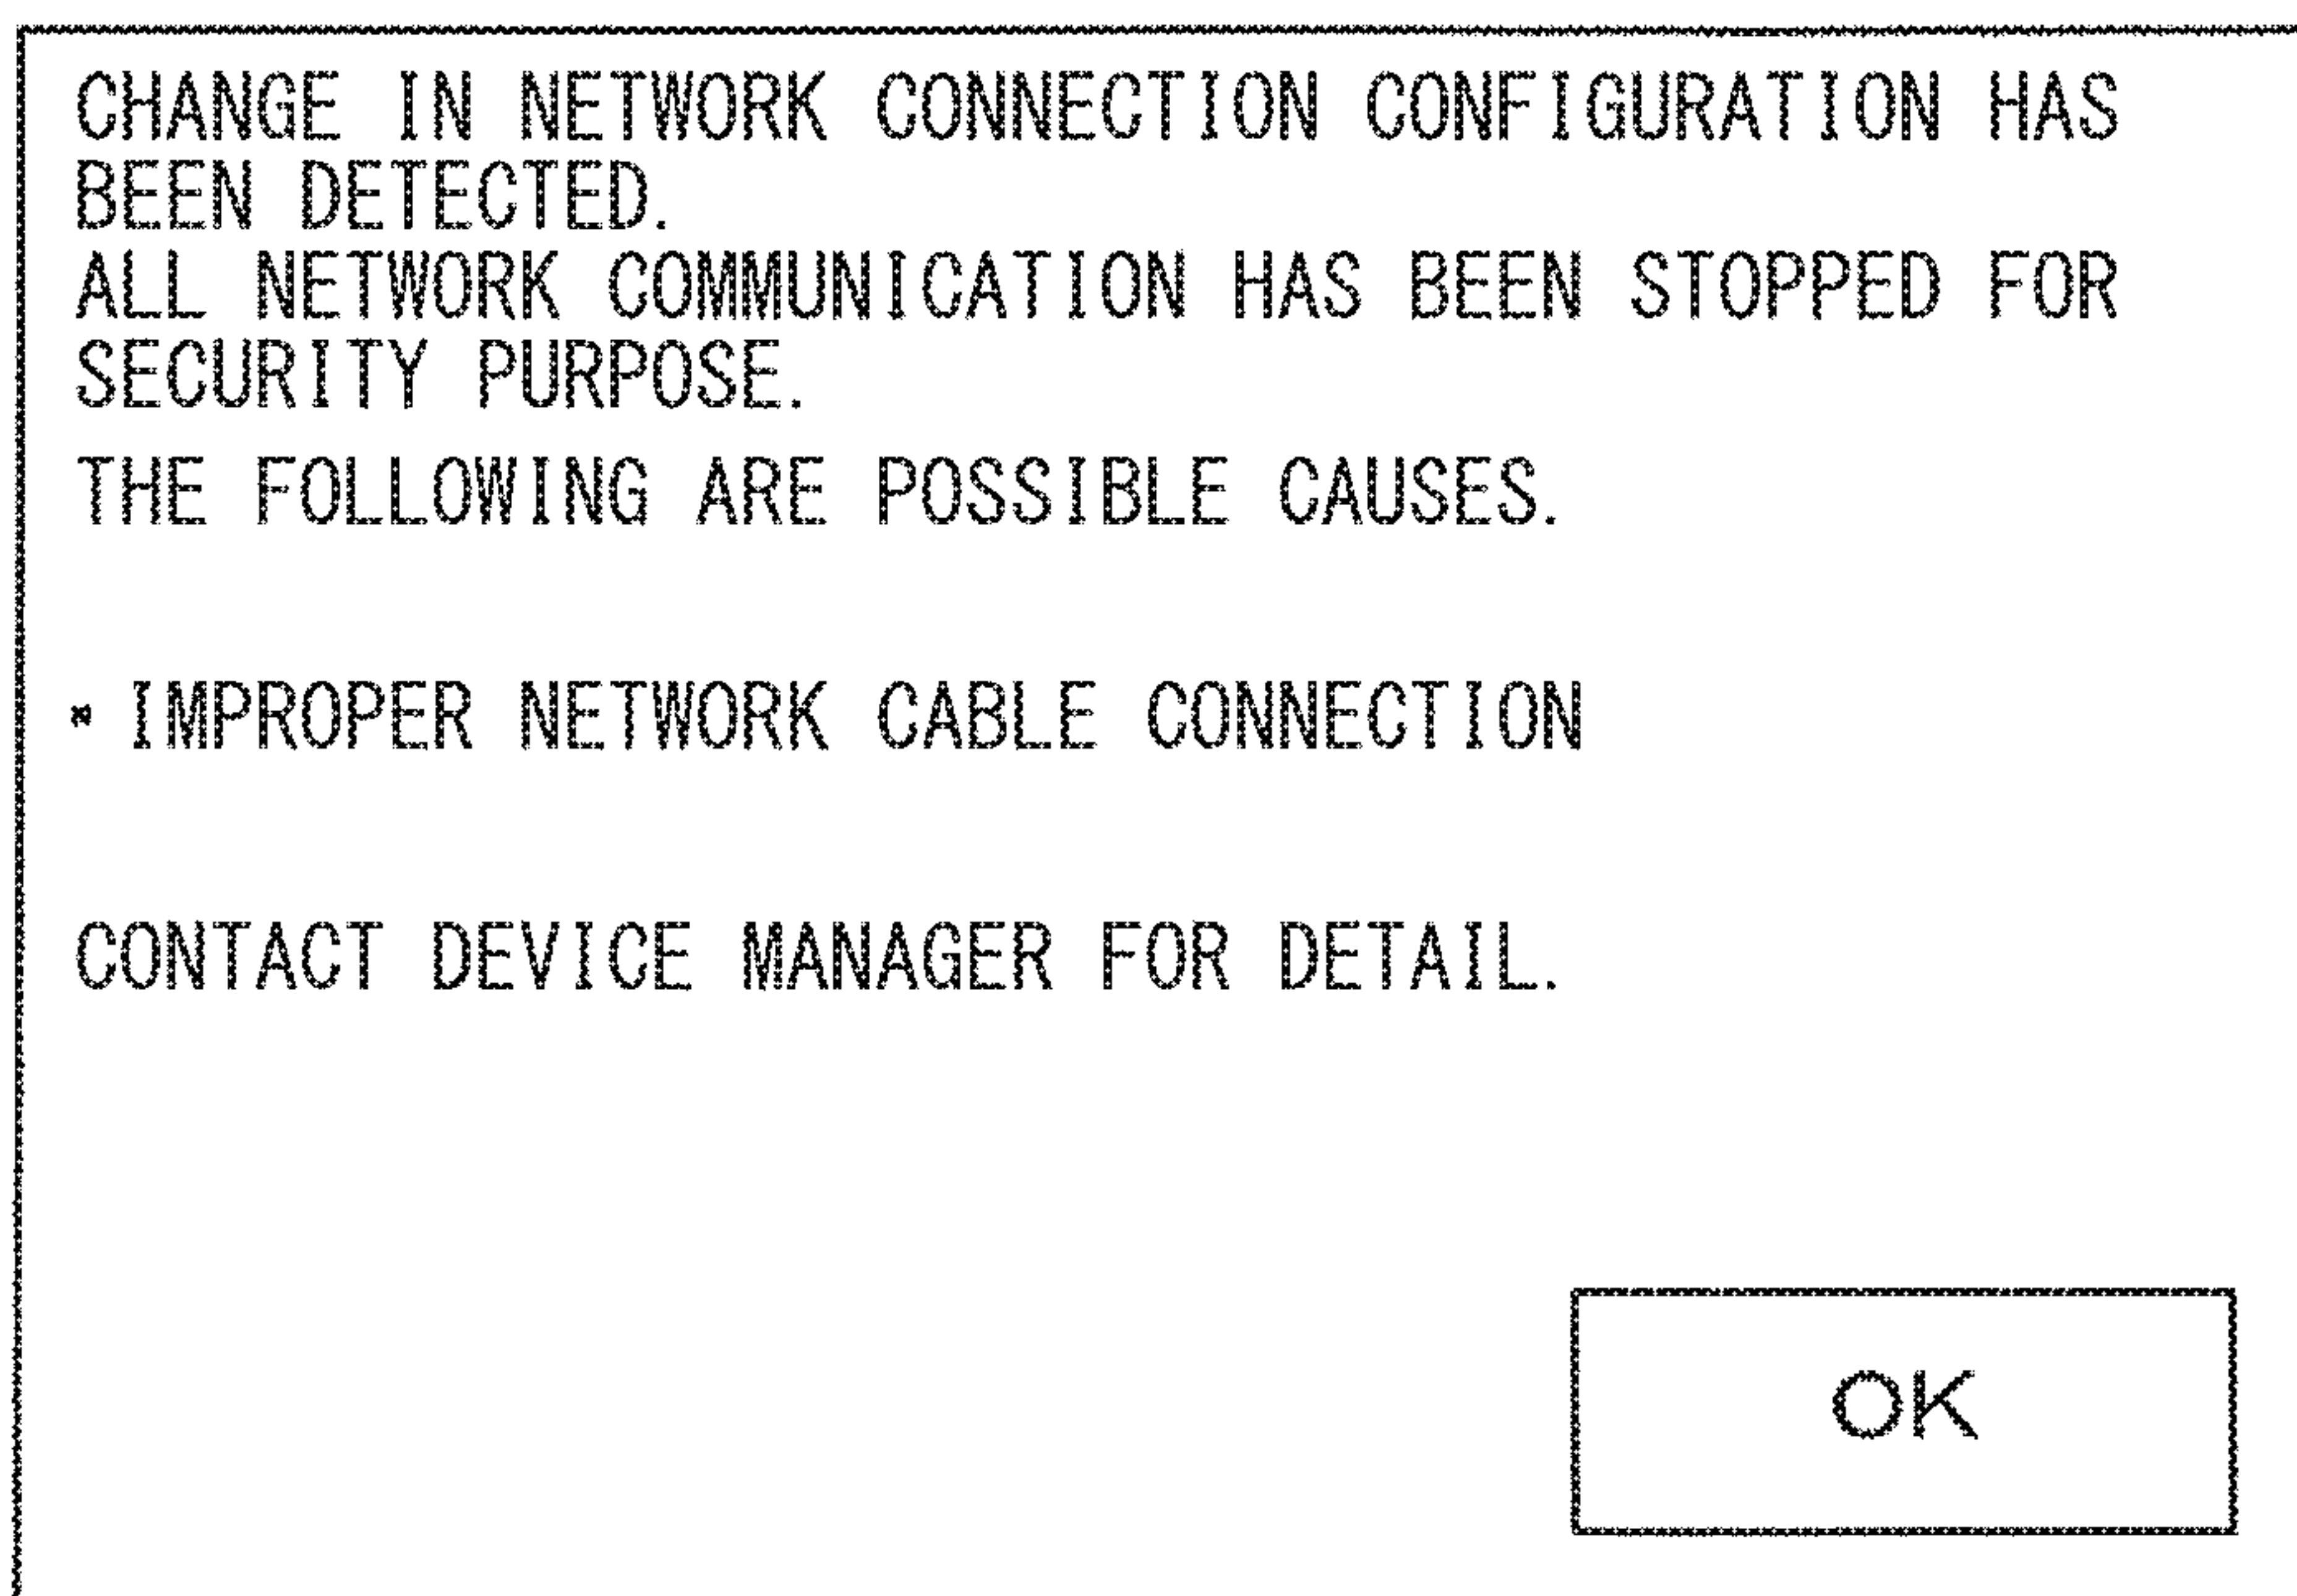 CHANGE IN NETWORK CONNECTION CONFIGURATION HAS
BEEN DETECTED.
ALL NETWORK COMMUNICATION HAS BEEN STOPPED FOR
SECURITY PURPOSE.
THE FOLLOWING ARE POSSIBLE CAUSES.
* IMPROPER NETWORK CABLE CONNECTION
CONTACT DEVICE MANAGER FOR DETAIL.
OK